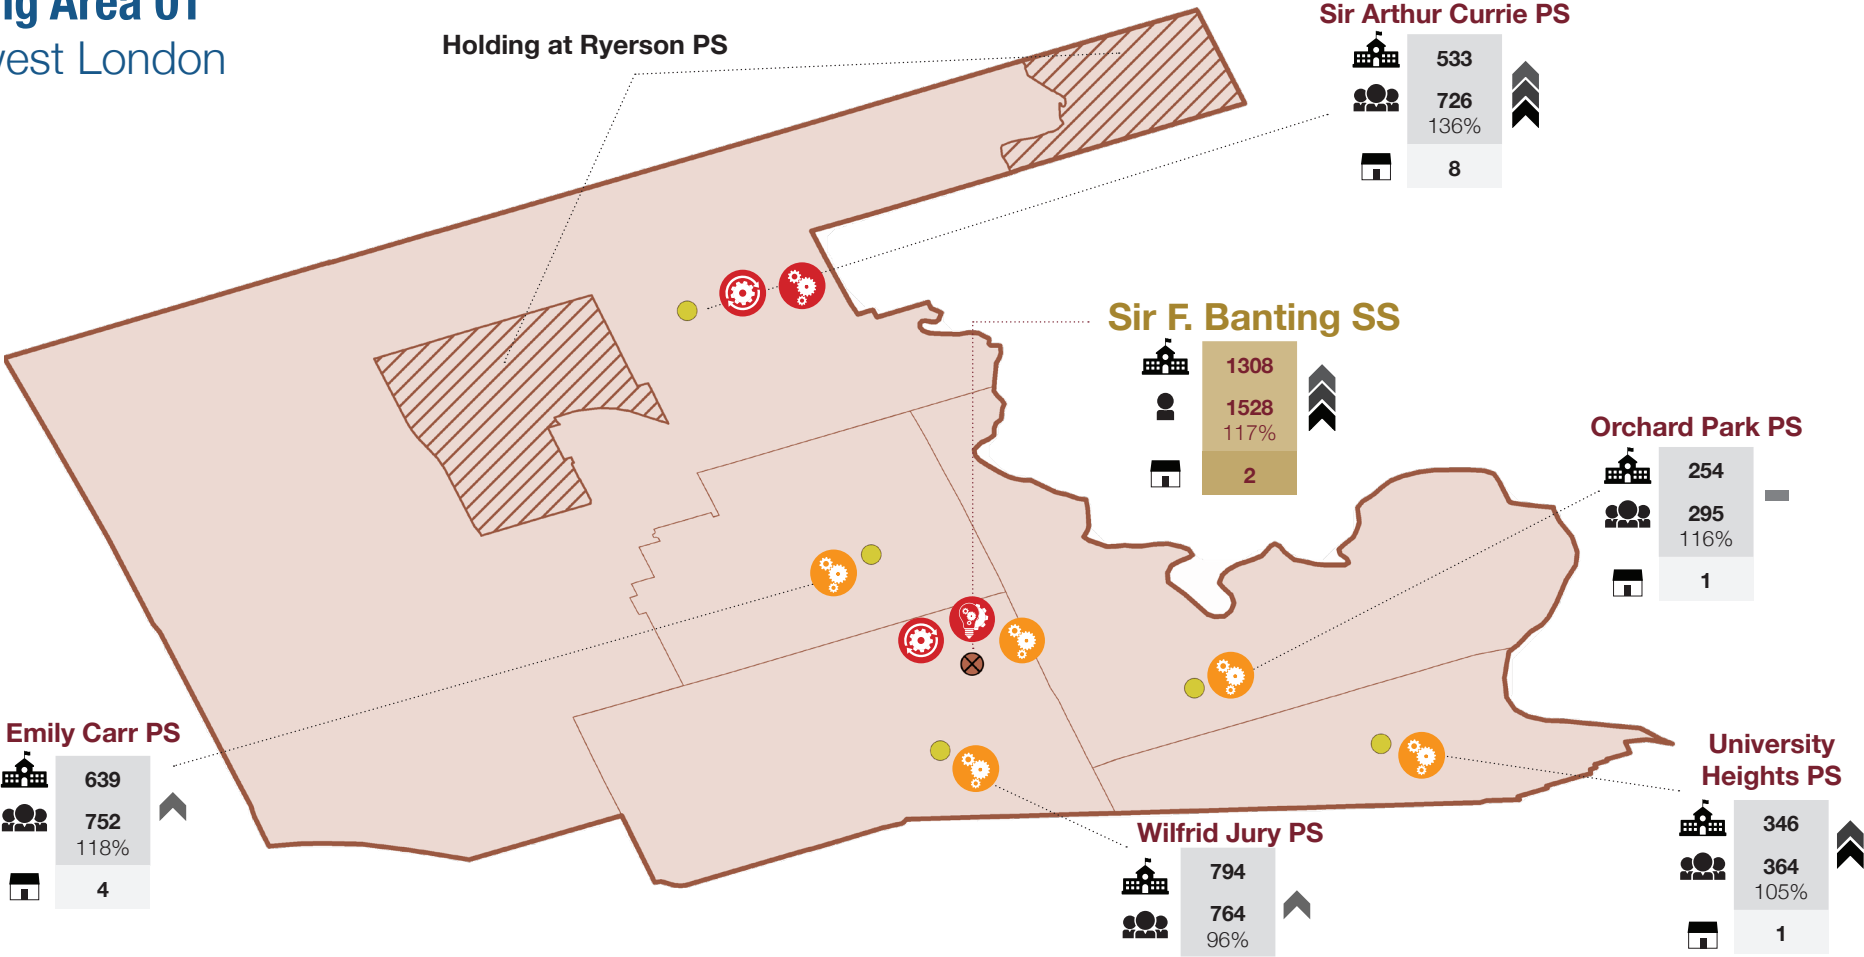 Area 01
London
Holding at Ryerson PS
Sir Arthur Currie PS
533
726
136%
8
Sir F. Banting SS
1308
1528
117%
2
Orchard Park PS
254
295
116%
1
Emily Carr PS
639
752
118%
4
Wilfrid Jury PS
794
764
96%
University
Heights PS
346
364
105%
1